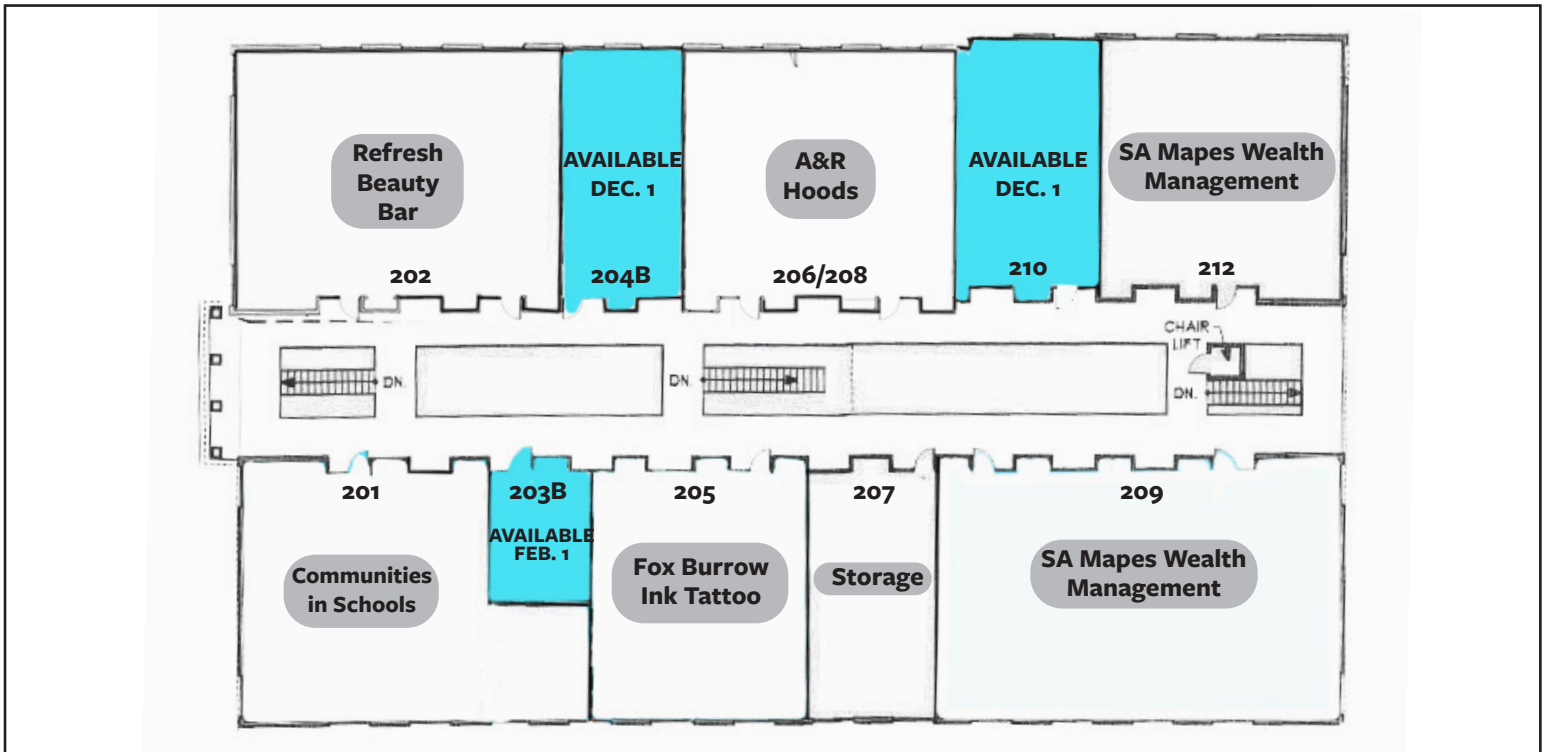 Refresh
Beauty
Bar
202
AVAILABLE
DEC. 1
204B
A&R
Hoods
206/208
AVAILABLE
DEC. 1
210
SA Mapes Wealth
Management
212
CHAIR
LIFT
DN.
DN.
DN.
201
Communities
in Schools
203B
AVAILABLE
FEB. 1
205
Fox Burrow
Ink Tattoo
207
Storage
209
SA Mapes Wealth
Management